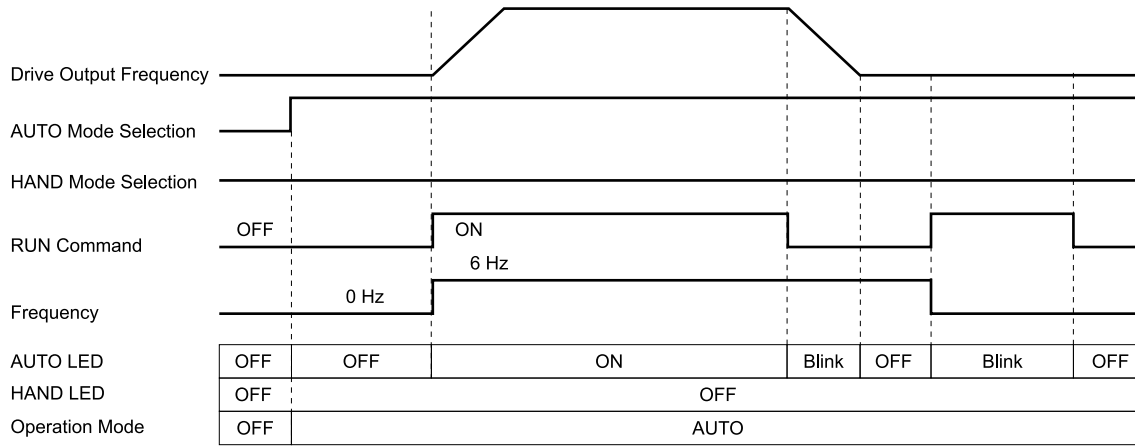 Drive Output Frequency
AUTO Mode Selection
HAND Mode Selection
OFF ON
RUN Command
6 Hz
0 Hz
Frequency
AUTO LED OFF OFF ON Blink OFF Blink OFF
HAND LED OFF OFF
Operation Mode OFF AUTO